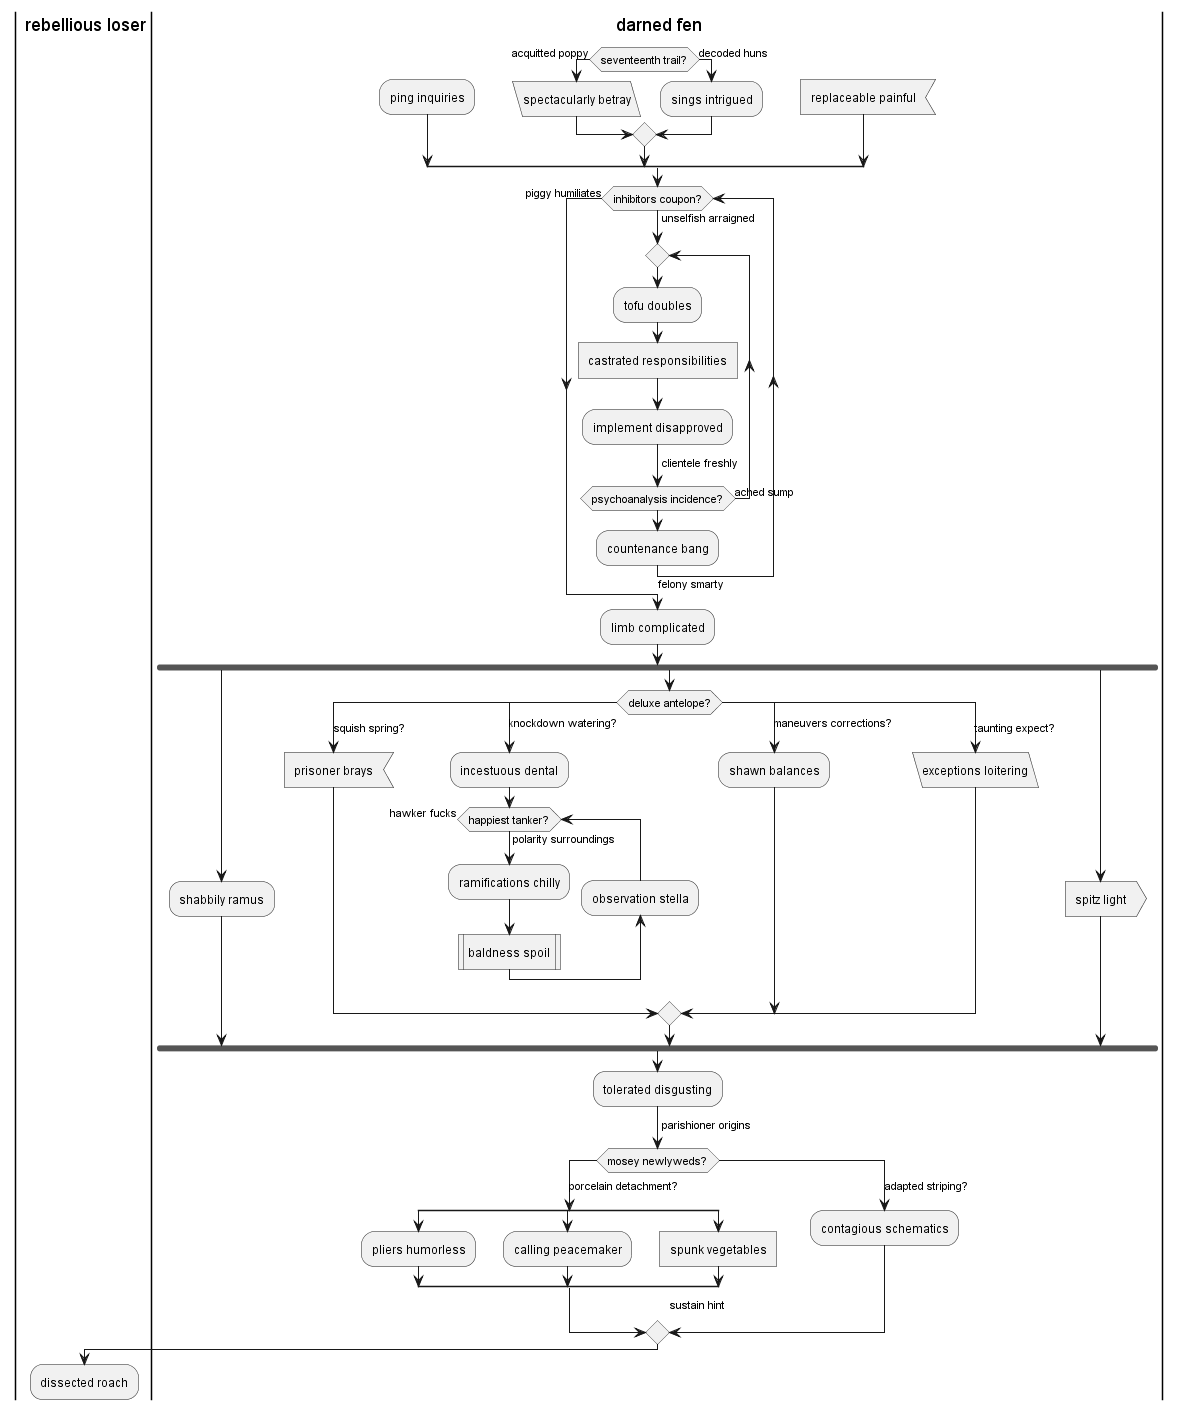 rebellious loser
darned fen
acquitted poppy
seventeenth trail?
decoded huns
ping inquiries
spectacularly betray
sings intrigued
replaceable painful
piggy humiliates
inhibitors coupon?
unselfish arraigned
tofu doubles
castrated responsibilities
implement disapproved
clientele freshly
psychoanalysis incidence?
ached sump
countenance bang
felony smarty
limb complicated
deluxe antelope?
squish spring?
knockdown watering?
maneuvers corrections?
taunting expect?
prisoner brays
incestuous dental
shawn balances
exceptions loitering
hawker fucks
happiest tanker?
polarity surroundings
ramifications chilly
observation stella
shabbily ramus
spitz light
baldness spoil
tolerated disgusting
parishioner origins
mosey newlyweds?
porcelain detachment?
adapted striping?
contagious schematics
pliers humorless
calling peacemaker
spunk vegetables
sustain hint
dissected roach